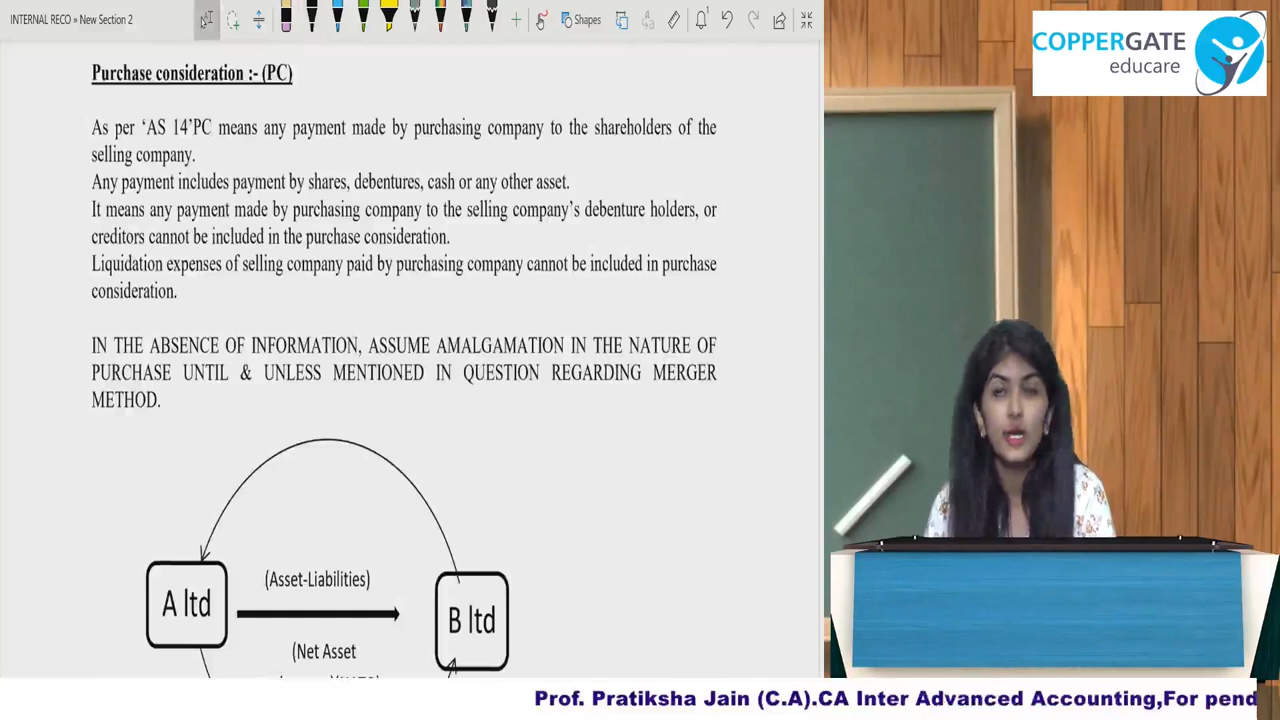 INTERNAL RECO » New Section 2
Shapes
COPPERGATE
educare
Purchase consideration :- (PC)
As per ‘AS 14’PC means any payment made by purchasing company to the shareholders of the
selling company.
Any payment includes payment by shares, debentures, cash or any other asset.
It means any payment made by purchasing company to the selling company’s debenture holders, or
creditors cannot be included in the purchase consideration.
Liquidation expenses of selling company paid by purchasing company cannot be included in purchase
consideration.
IN THE ABSENCE OF INFORMATION, ASSUME AMALGAMATION IN THE NATURE OF
PURCHASE UNTIL & UNLESS MENTIONED IN QUESTION REGARDING MERGER
METHOD.
(Asset-Liabilities)
A ltd
B ltd
(Net Asset
Prof. Pratiksha Jain (C.A).CA Inter Advanced Accounting,For pend